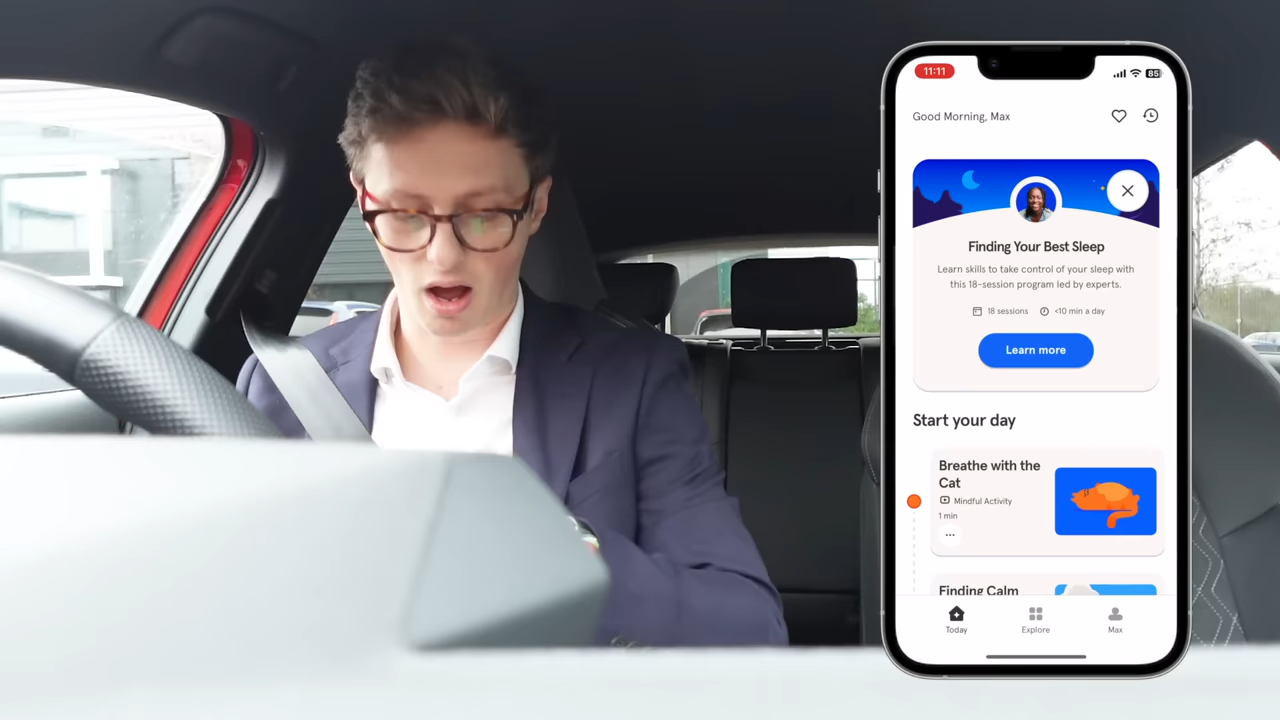 11:11
85
Good Morning, Max
Finding Your Best Sleep
Learn skills to take control of your sleep with
this 18-session program led by experts.
18 sessions <10 min a day
Learn more
Start your day
Breathe with the
Cat
Mindful Activity
1 min
Finding Calm
Today Explore Max